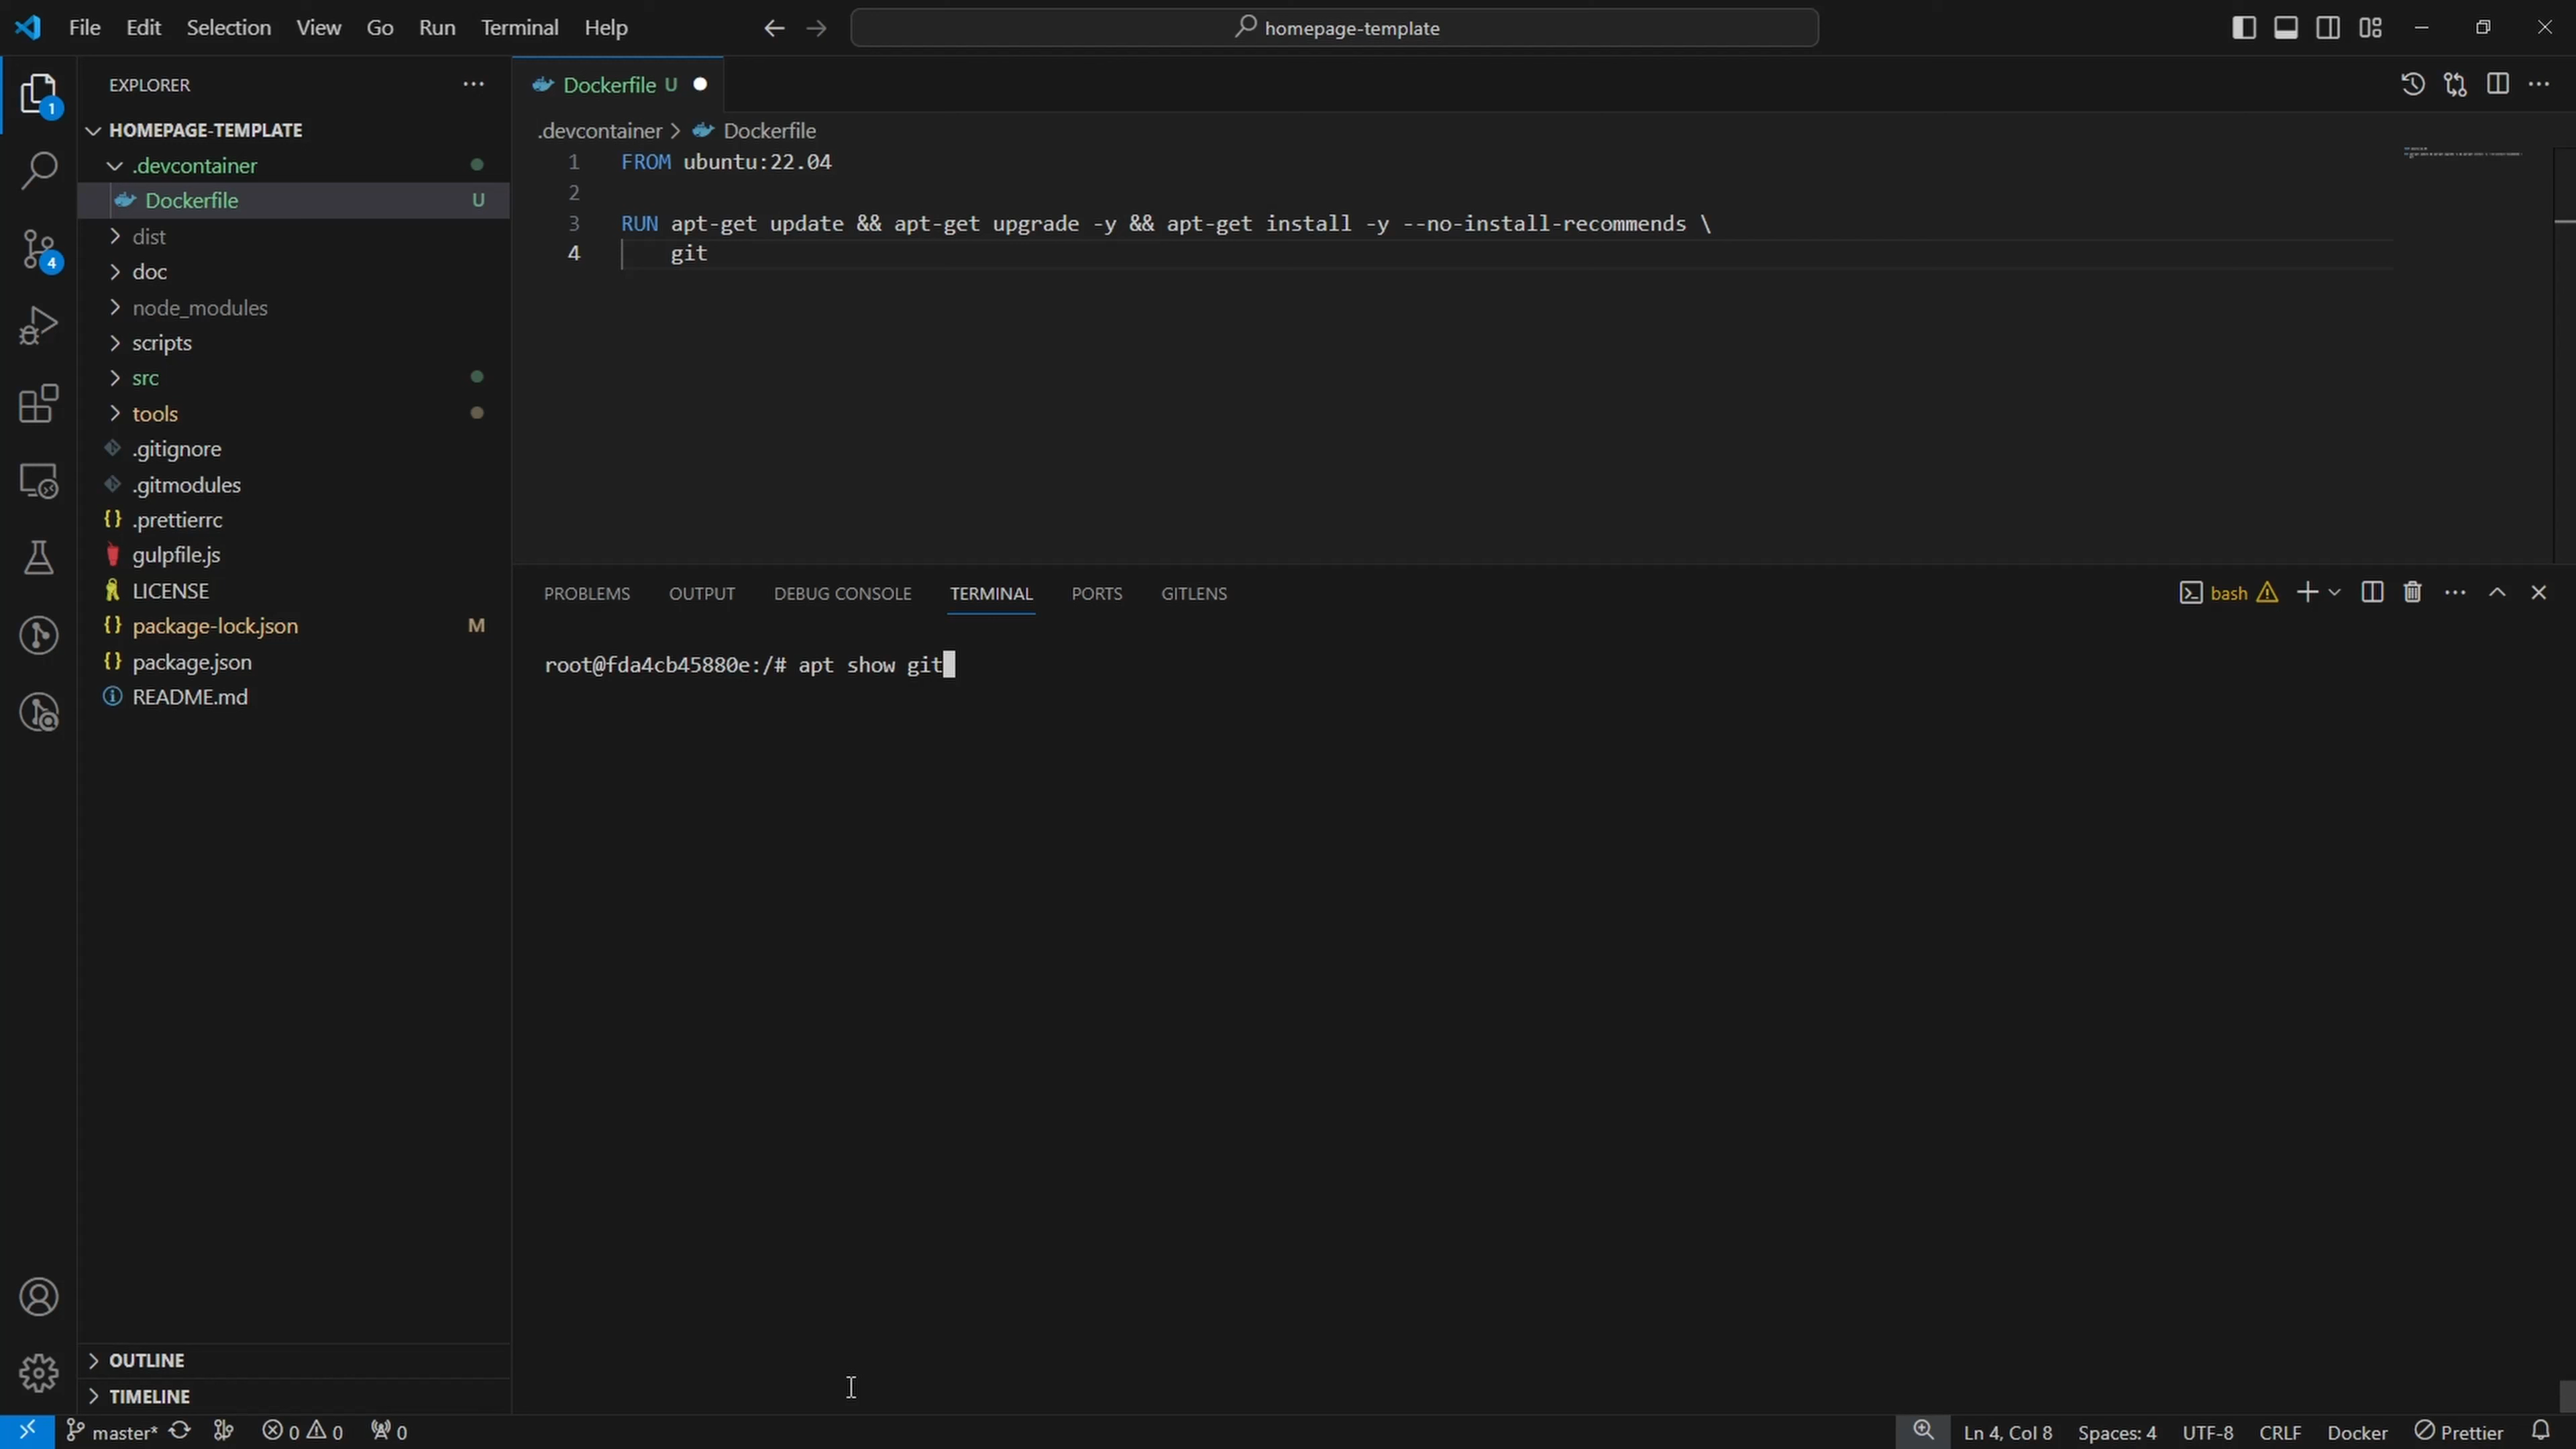 File Edit Selection View Go Run Terminal Help
homepage-template
EXPLORER
1
HOMEPAGE-TEMPLATE
.devcontainer
Dockerfile U
dist
4
doc
node_modules
scripts
src
tools
.gitignore
.gitmodules
.prettierrc
gulpfile.js
LICENSE
package-lock.json M
package.json
README.md
OUTLINE
TIMELINE
Dockerfile U
.devcontainer > Dockerfile
1 FROM ubuntu:22.04
2
3 RUN apt-get update && apt-get upgrade -y && apt-get install -y --no-install-recommends \
4 git
PROBLEMS OUTPUT DEBUG CONSOLE TERMINAL PORTS GITLENS
bash
root@fda4cb45880e:/# apt show git
master* 0 0 0
Ln 4, Col 8 Spaces: 4 UTF-8 CRLF Docker Prettier